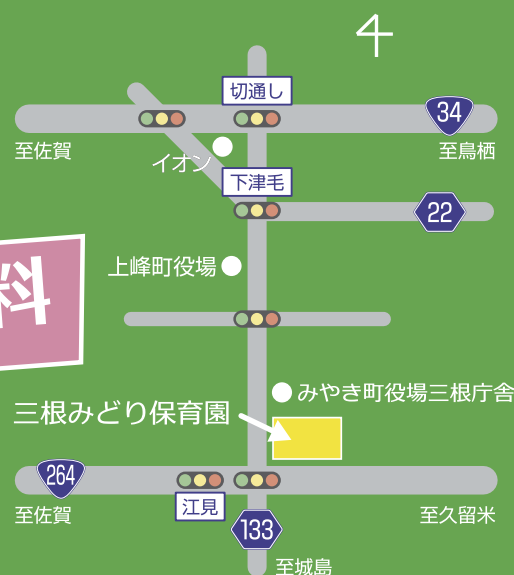 切通し
34
至佐賀
至鳥栖
イオン
下津毛
22
上峰町役場
料
みやき町役場三根庁舎
三根みどり保育園
264
至佐賀
江見
133
至久留米
至城島